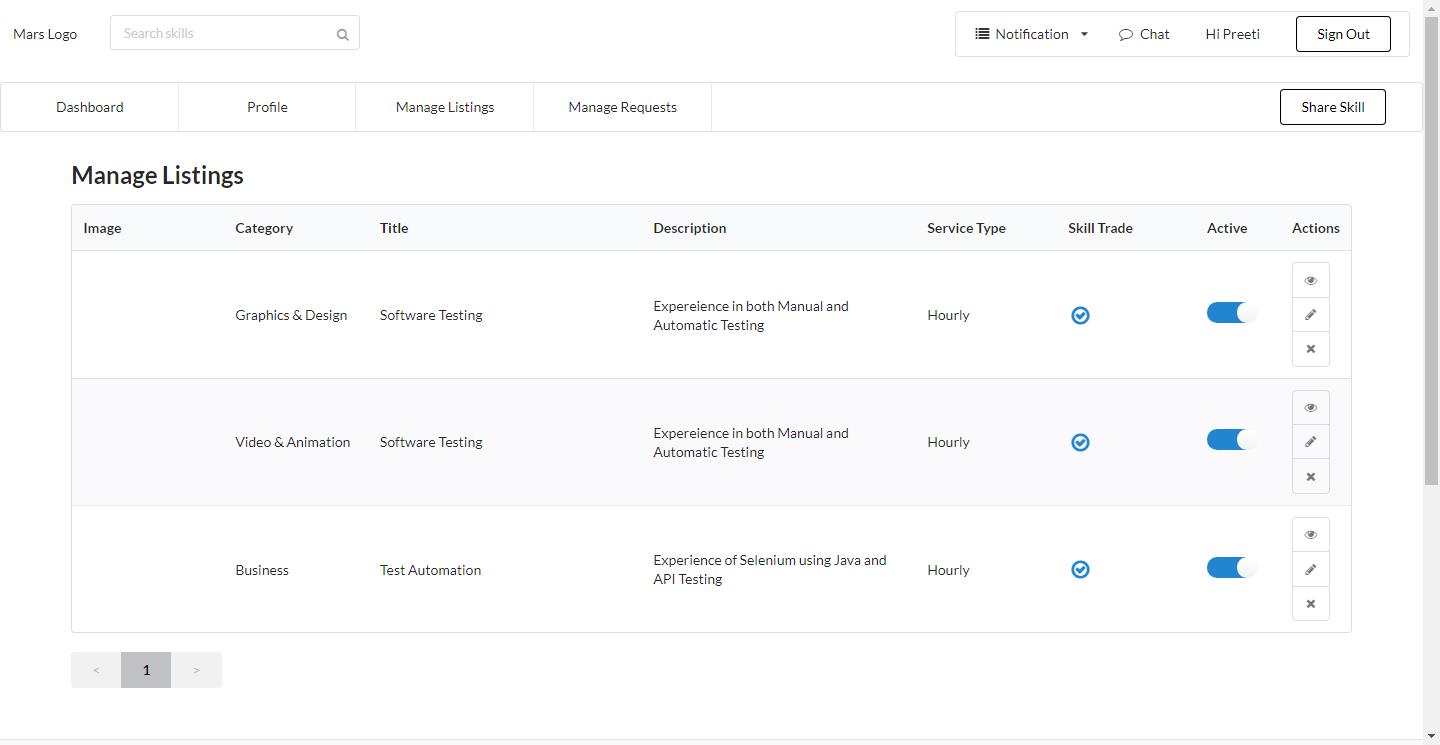 Mars Logo
Search skills
Notification
Chat
Hi Preeti
Sign Out
Dashboard
Profile
Manage Listings
Manage Requests
Share Skill
Manage Listings
Image Category Title Description Service Type Skill Trade Active Actions
Graphics & Design
Software Testing
Expereience in both Manual and
Automatic Testing
Hourly
Video & Animation
Software Testing
Expereience in both Manual and
Automatic Testing
Hourly
Business
Test Automation
Experience of Selenium using Java and
API Testing
Hourly
< 1 >